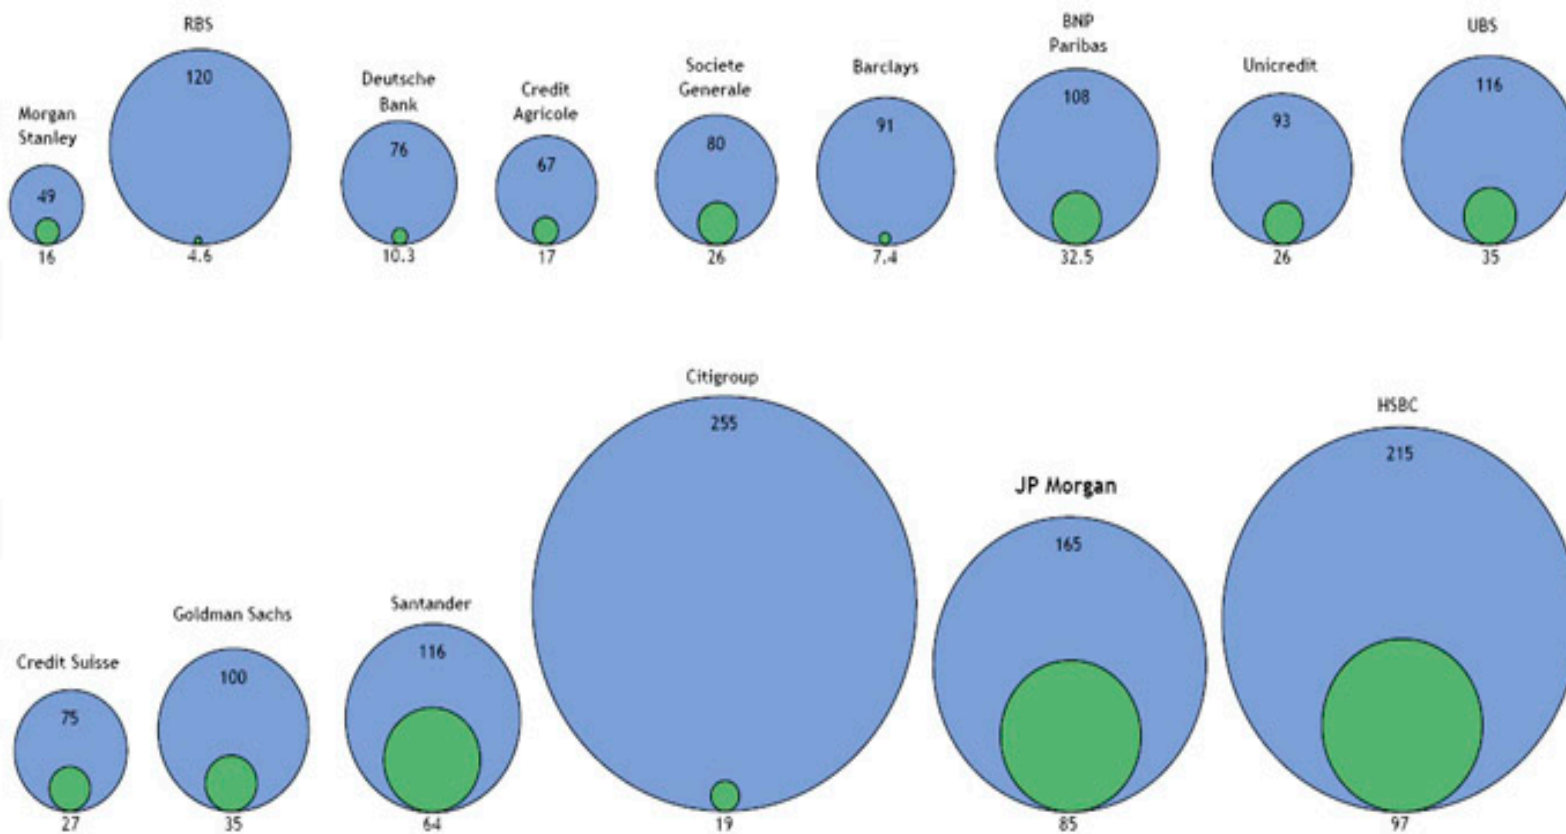 RBS
120
4.6
Morgan
Stanley
49
16
Deutsche
Bank
76
10.3
Credit
Agricole
67
17
Societe
Generale
80
26
Barclays
91
7.4
BNP
Paribas
108
32.5
Unicredit
93
26
UBS
116
35
Credit Suisse
75
27
Goldman Sachs
100
35
Santander
116
64
Citigroup
255
19
JP Morgan
165
85
HSBC
215
97